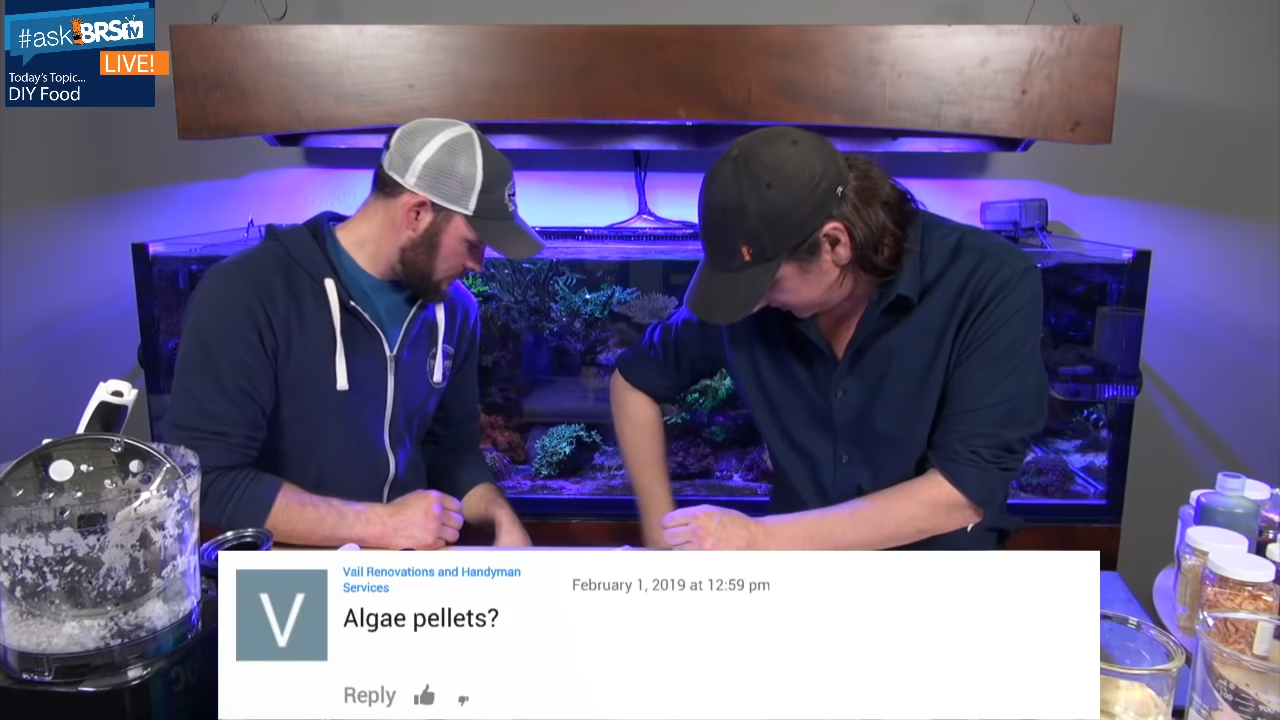 #askBRStv
LIVE!
Today's Topic...
DIY Food
Vail Renovations and Handyman
Services
February 1, 2019 at 12:59 pm
V
Algae pellets?
Reply